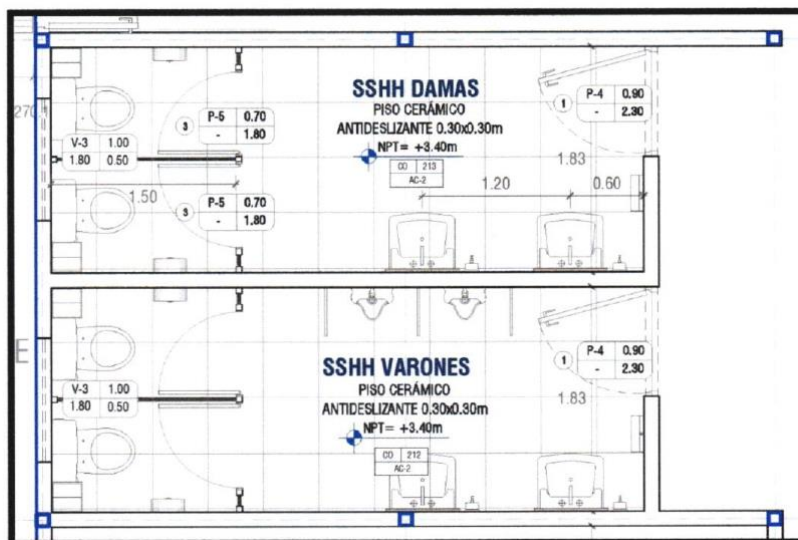 SSHH DAMAS
PISO CERÁMICO
ANTIDESLIZANTE 0.30x0.30m
NPT= +3.40m
CO 213
AC-2
P-5 0.70
- 1.80
3
P-5 0.70
- 1.80
3
V-3 1.00
1.80 0.50
270
1.50
1
P-4 0.90
- 2.30
1.83
1.20
0.60
SSHH VARONES
PISO CERÁMICO
ANTIDESLIZANTE 0.30x0.30m
NPT= +3.40m
CO 212
AC-2
E
V-3 1.00
1.80 0.50
1
P-4 0.90
- 2.30
1.83